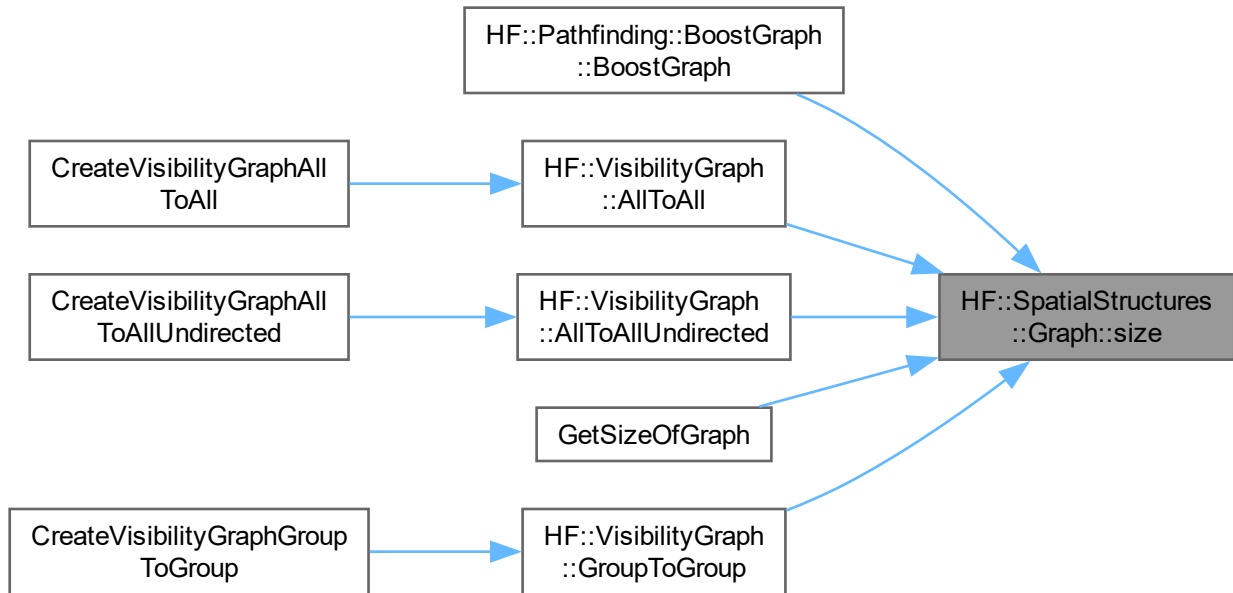 HF::Pathfinding::BoostGraph
::BoostGraph
CreateVisibilityGraphAll
ToAll
HF::VisibilityGraph
::AllToAll
CreateVisibilityGraphAll
ToAllUndirected
HF::VisibilityGraph
::AllToAllUndirected
HF::SpatialStructures
::Graph::size
GetSizeOfGraph
CreateVisibilityGraphGroup
ToGroup
HF::VisibilityGraph
::GroupToGroup